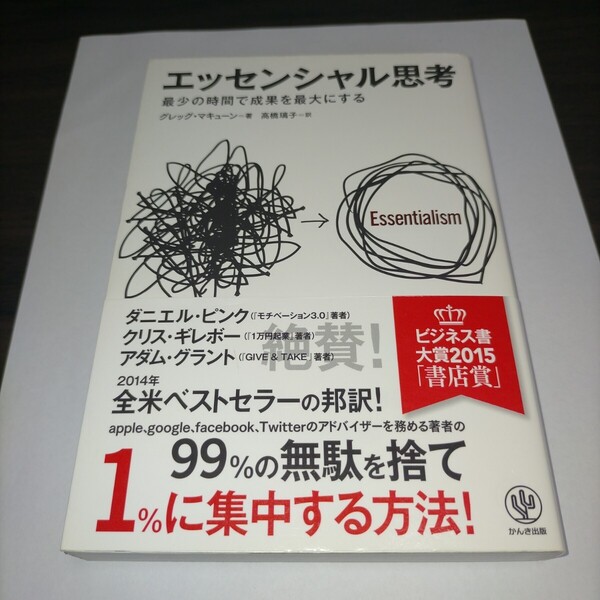 エッセンシャル思考
最少の時間で成果を最大にする
グレッグ・マキューン=著 高橋璃子=訳
Essentialism
ダニエル・ピンク(『モチベーション3.0』著者)
クリス・ギレボー(『1万円起業』著者)
アダム・グラント(『GIVE & TAKE』著者)
絶賛!
ビジネス書
大賞2015
「書店賞」
2014年
全米ベストセラーの邦訳!
apple、google、facebook、Twitterのアドバイザーを務める著者の
99%の無駄を捨て
1%に集中する方法!
かんき出版